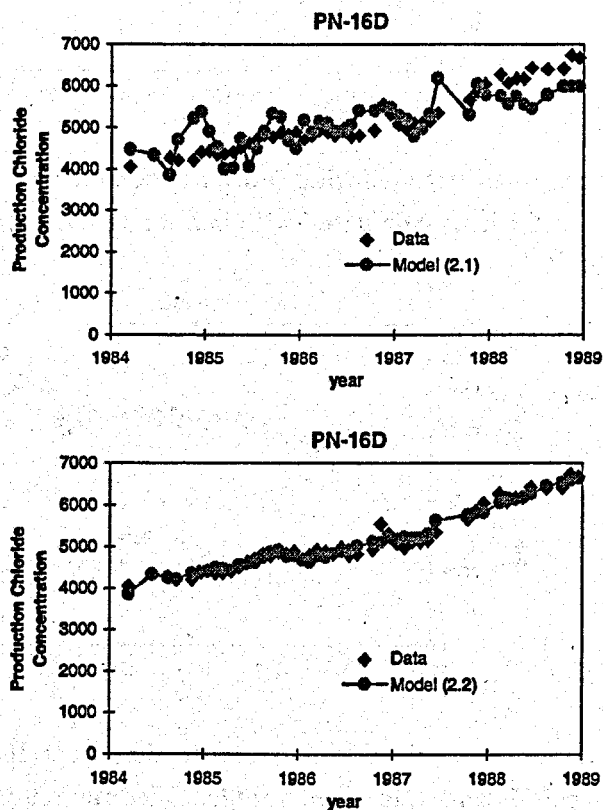 PN-16D
7000
6000
5000
4000
3000
2000
1000
0
Production Chloride
Concentration
Data
Model (2.1)
1984 1985 1986 1987 1988 1989
year
PN-16D
7000
6000
5000
4000
3000
2000
1000
0
Production Chloride
Concentration
Data
Model (2.2)
1984 1985 1986 1987 1988 1989
year